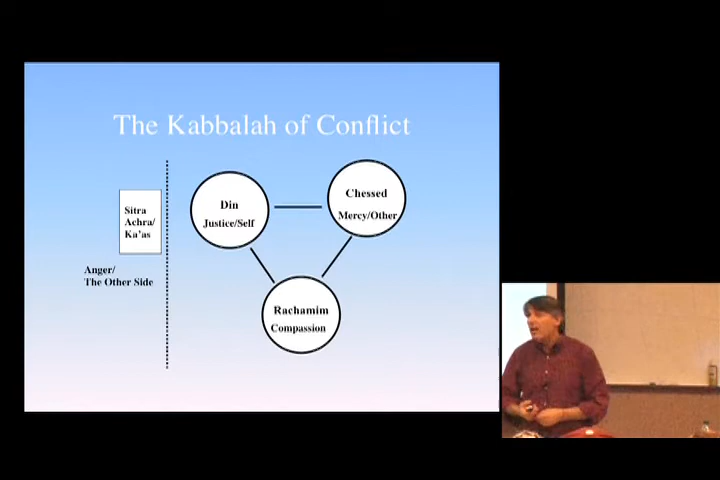 The Kabbalah of Conflict
Sitra
Achra/
Ka'as
Anger/
The Other Side
Din
Justice/Self
Chessed
Mercy/Other
Rachamim
Compassion